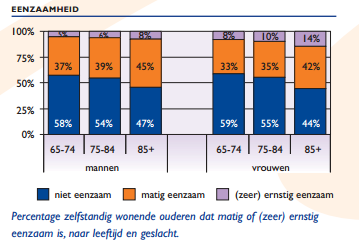 EENZAAMHEID
100%
75%
50%
25%
0%
5% 6% 8% 8% 10% 14%
37% 39% 45% 33% 35% 42%
58% 54% 47% 59% 55% 44%
65-74 75-84 85+ 65-74 75-84 85+
mannen vrouwen
niet eenzaam matig eenzaam (zeer) ernstig eenzaam
Percentage zelfstandig wonende ouderen dat matig of (zeer) ernstig
eenzaam is, naar leeftijd en geslacht.